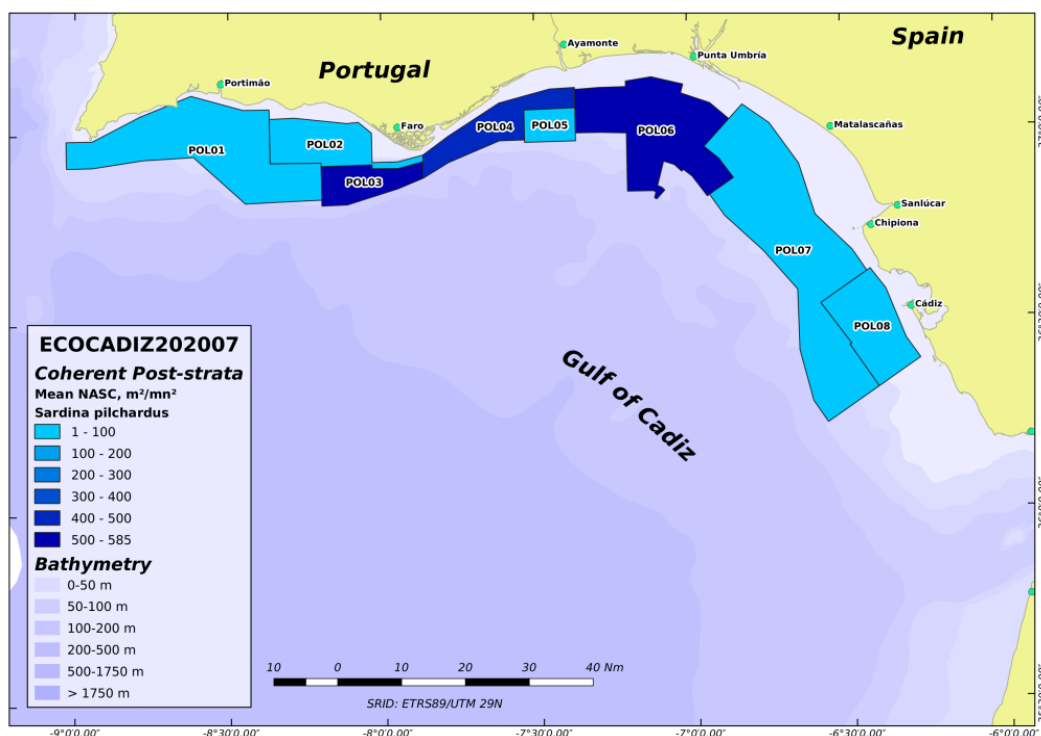 Spain
Portugal
Ayamonte
Punta Umbría
Portimão
Faro
Matalascañas
POL01
POL02
POL03
POL04
POL05
POL06
Sanlúcar
Chipiona
POL07
Cádiz
POL08
Gulf of Cadiz
ECOCADIZ202007
Coherent Post-strata
Mean NASC, m²/mn²
Sardina pilchardus
1 - 100
100 - 200
200 - 300
300 - 400
400 - 500
500 - 585
Bathymetry
0-50 m
50-100 m
100-200 m
200-500 m
500-1750 m
> 1750 m
10 0 10 20 30 40 Nm
SRID: ETRS89/UTM 29N
-9°0'0.00" -8°30'0.00" -8°0'0.00" -7°30'0.00" -7°0'0.00" -6°30'0.00" -6°0'0.00"